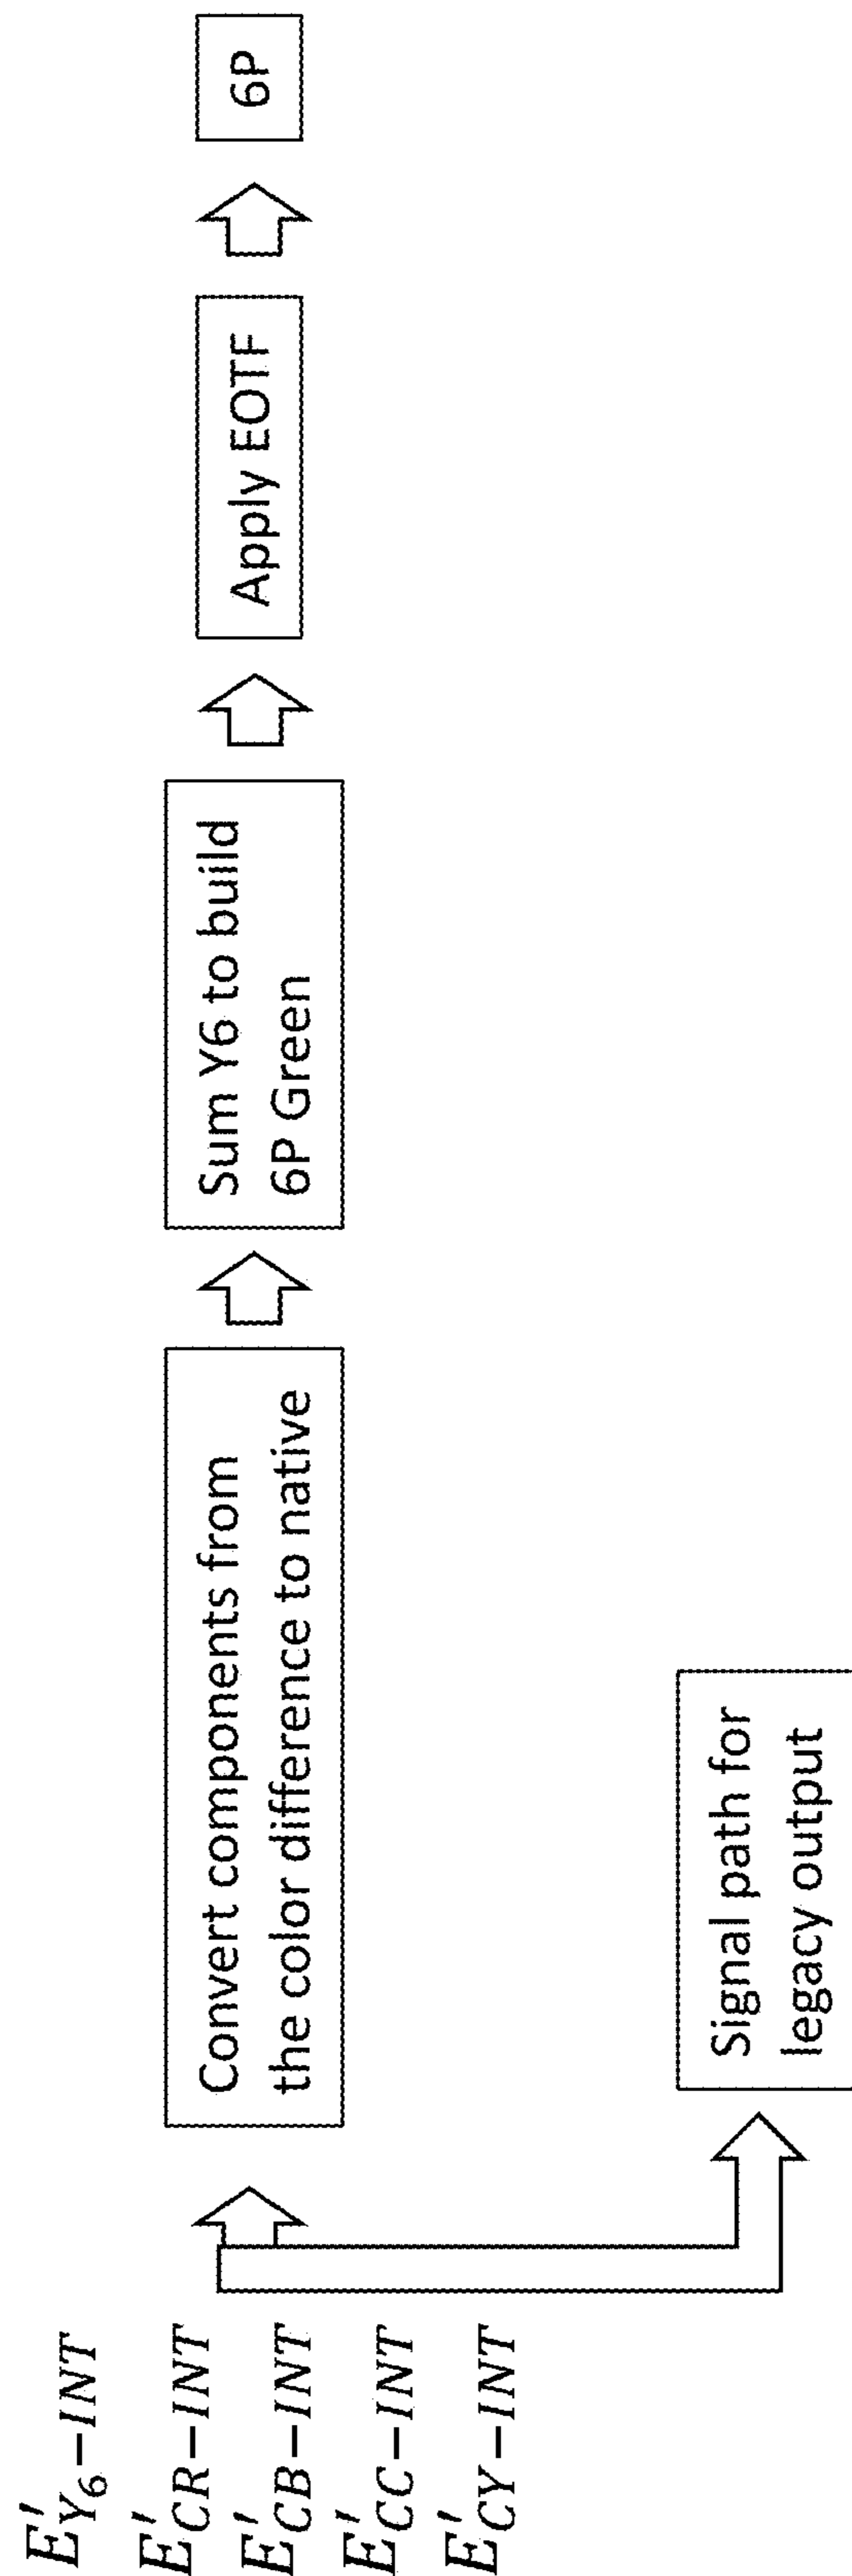 E'Y₆−INT
E'CR−INT
E'CB−INT
E'CC−INT
E'CY−INT
Convert components from
the color difference to native
Sum Y6 to build
6P Green
Apply EOTF
6P
Signal path for
legacy output